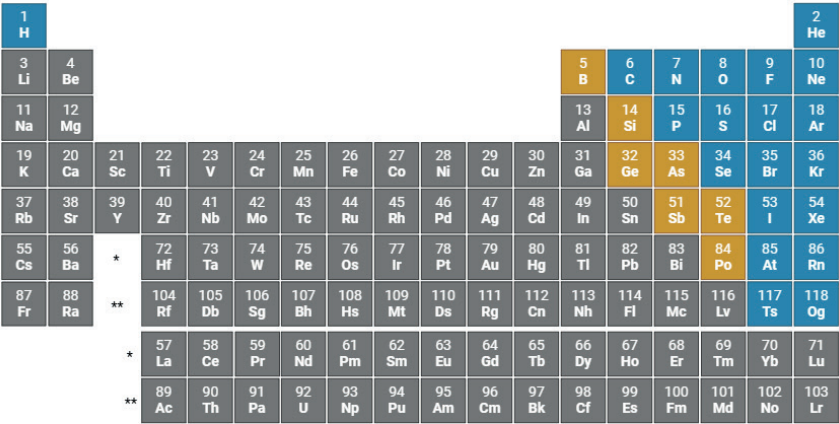 1 2
H He
3 4 5 6 7 8 9 10
Li Be B C N O F Ne
11 12 13 14 15 16 17 18
Na Mg Al Si P S Cl Ar
19 20 21 22 23 24 25 26 27 28 29 30 31 32 33 34 35 36
K Ca Sc Ti V Cr Mn Fe Co Ni Cu Zn Ga Ge As Se Br Kr
37 38 39 40 41 42 43 44 45 46 47 48 49 50 51 52 53 54
Rb Sr Y Zr Nb Mo Tc Ru Rh Pd Ag Cd In Sn Sb Te I Xe
55 56 * 72 73 74 75 76 77 78 79 80 81 82 83 84 85 86
Cs Ba Hf Ta W Re Os Ir Pt Au Hg Tl Pb Bi Po At Rn
87 88 ** 104 105 106 107 108 109 110 111 112 113 114 115 116 117 118
Fr Ra Rf Db Sg Bh Hs Mt Ds Rg Cn Nh Fl Mc Lv Ts Og
* 57 58 59 60 61 62 63 64 65 66 67 68 69 70 71
La Ce Pr Nd Pm Sm Eu Gd Tb Dy Ho Er Tm Yb Lu
** 89 90 91 92 93 94 95 96 97 98 99 100 101 102 103
Ac Th Pa U Np Pu Am Cm Bk Cf Es Fm Md No Lr